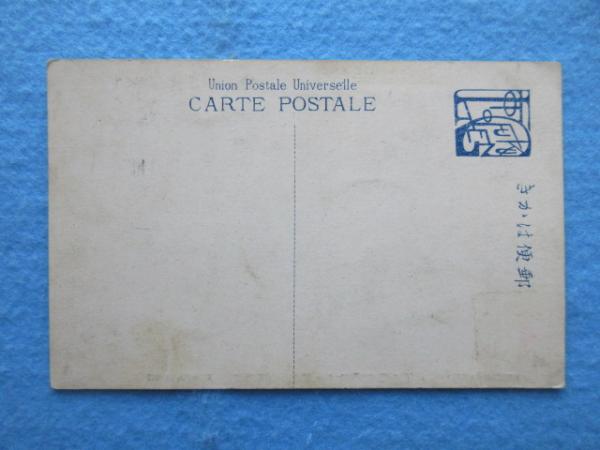 Union Postale Universelle
CARTE POSTALE
きかは便郵